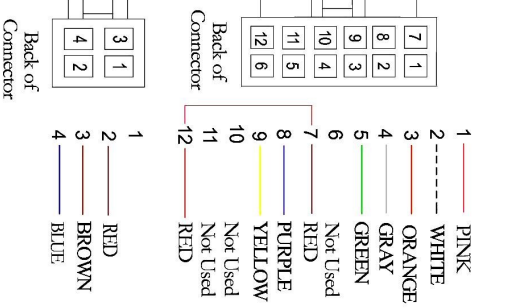 7 1
8 2
9 3
10 4
11 5
12 6
Back of
Connector
1 PINK
2 WHITE
3 ORANGE
4 GRAY
5 GREEN
6 Not Used
7 RED
8 PURPLE
9 YELLOW
10 Not Used
11 Not Used
12 RED
3 1
4 2
Back of
Connector
1
2 RED
3 BROWN
4 BLUE